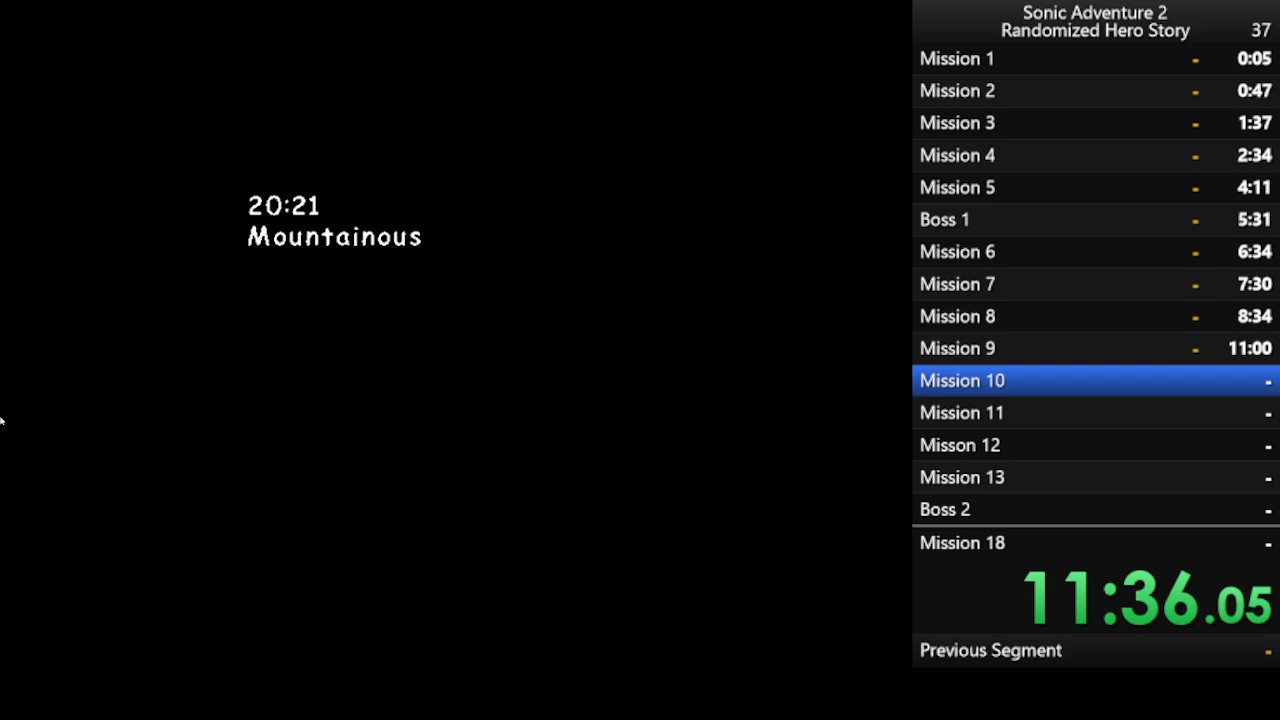 20:21
Mountainous
Sonic Adventure 2
Randomized Hero Story 37
Mission 1 - 0:05
Mission 2 - 0:47
Mission 3 - 1:37
Mission 4 - 2:34
Mission 5 - 4:11
Boss 1 - 5:31
Mission 6 - 6:34
Mission 7 - 7:30
Mission 8 - 8:34
Mission 9 - 11:00
Mission 10 -
Mission 11 -
Misson 12 -
Mission 13 -
Boss 2 -
Mission 18 -
11:36.05
Previous Segment -